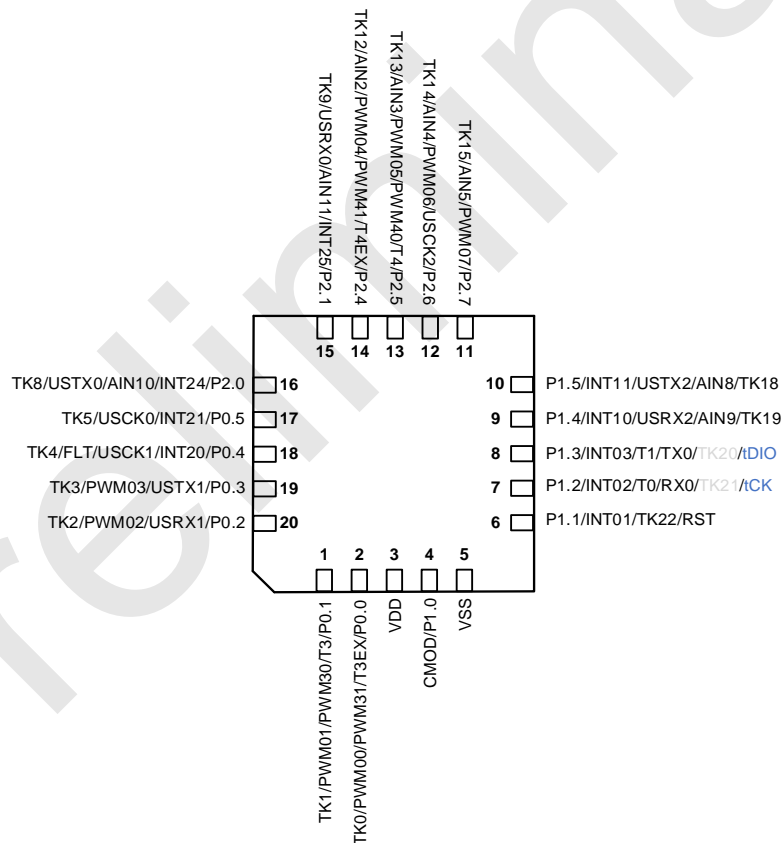 TK9/USRX0/AIN11/INT25/P2.1
TK12/AIN2/PWM04/PWM41/T4EX/P2.4
TK13/AIN3/PWM05/PWM40/T4/P2.5
TK14/AIN4/PWM06/USCK2/P2.6
TK15/AIN5/PWM07/P2.7
15 14 13 12 11
TK8/USTX0/AIN10/INT24/P2.0 16
10 P1.5/INT11/USTX2/AIN8/TK18
TK5/USCK0/INT21/P0.5 17
9 P1.4/INT10/USRX2/AIN9/TK19
TK4/FLT/USCK1/INT20/P0.4 18
8 P1.3/INT03/T1/TX0/TK20/tDIO
TK3/PWM03/USTX1/P0.3 19
7 P1.2/INT02/T0/RX0/TK21/tCK
TK2/PWM02/USRX1/P0.2 20
6 P1.1/INT01/TK22/RST
1 2 3 4 5
TK1/PWM01/PWM30/T3/P0.1
TK0/PWM00/PWM31/T3EX/P0.0
VDD
CMOD/P1.0
VSS
relimina